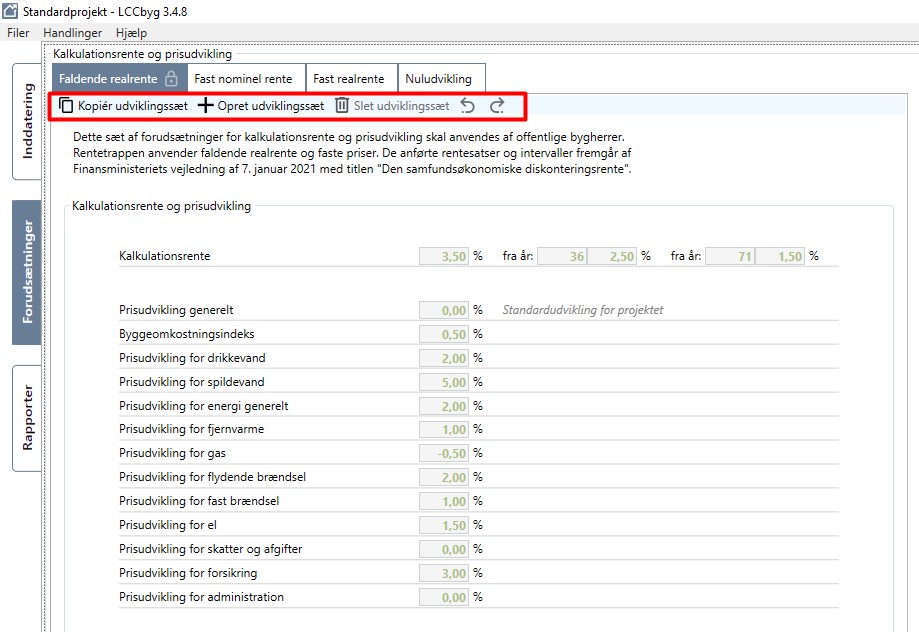 Standardprojekt - LCCbyg 3.4.8
Filer Handlinger Hjælp
Kalkulationsrente og prisudvikling
Faldende realrente Fast nominel rente Fast realrente Nuludvikling
Kopiér udviklingssæt Opret udviklingssæt Slet udviklingssæt
Inddatering
Forudsætninger
Rapporter
Dette sæt af forudsætninger for kalkulationsrente og prisudvikling skal anvendes af offentlige bygherrer.
Rentetrappen anvender faldende realrente og faste priser. De anførte rentesatser og intervaller fremgår af
Finansministeriets vejledning af 7. januar 2021 med titlen "Den samfundsøkonomiske diskonteringsrente".
Kalkulationsrente og prisudvikling
Kalkulationsrente 3,50 % fra år: 36 2,50 % fra år: 71 1,50 %
Prisudvikling generelt 0,00 % Standardudvikling for projektet
Byggeomkostningsindeks 0,50 %
Prisudvikling for drikkevand 2,00 %
Prisudvikling for spildevand 5,00 %
Prisudvikling for energi generelt 2,00 %
Prisudvikling for fjernvarme 1,00 %
Prisudvikling for gas -0,50 %
Prisudvikling for flydende brændsel 2,00 %
Prisudvikling for fast brændsel 1,00 %
Prisudvikling for el 1,50 %
Prisudvikling for skatter og afgifter 0,00 %
Prisudvikling for forsikring 3,00 %
Prisudvikling for administration 0,00 %